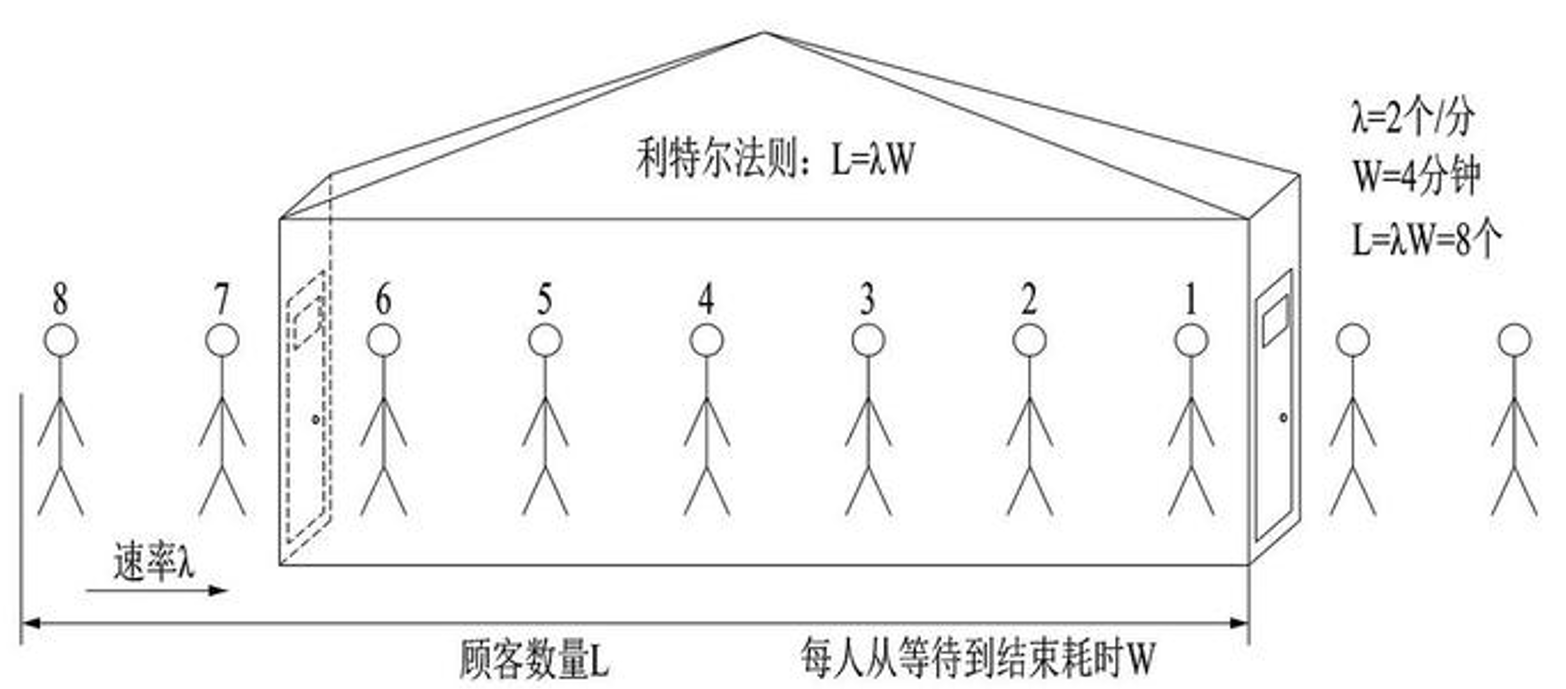 利特尔法则：L=λW
λ=2个/分
W=4分钟
L=λW=8个
8 7 6 5 4 3 2 1
速率λ
顾客数量L 每人从等待到结束耗时W